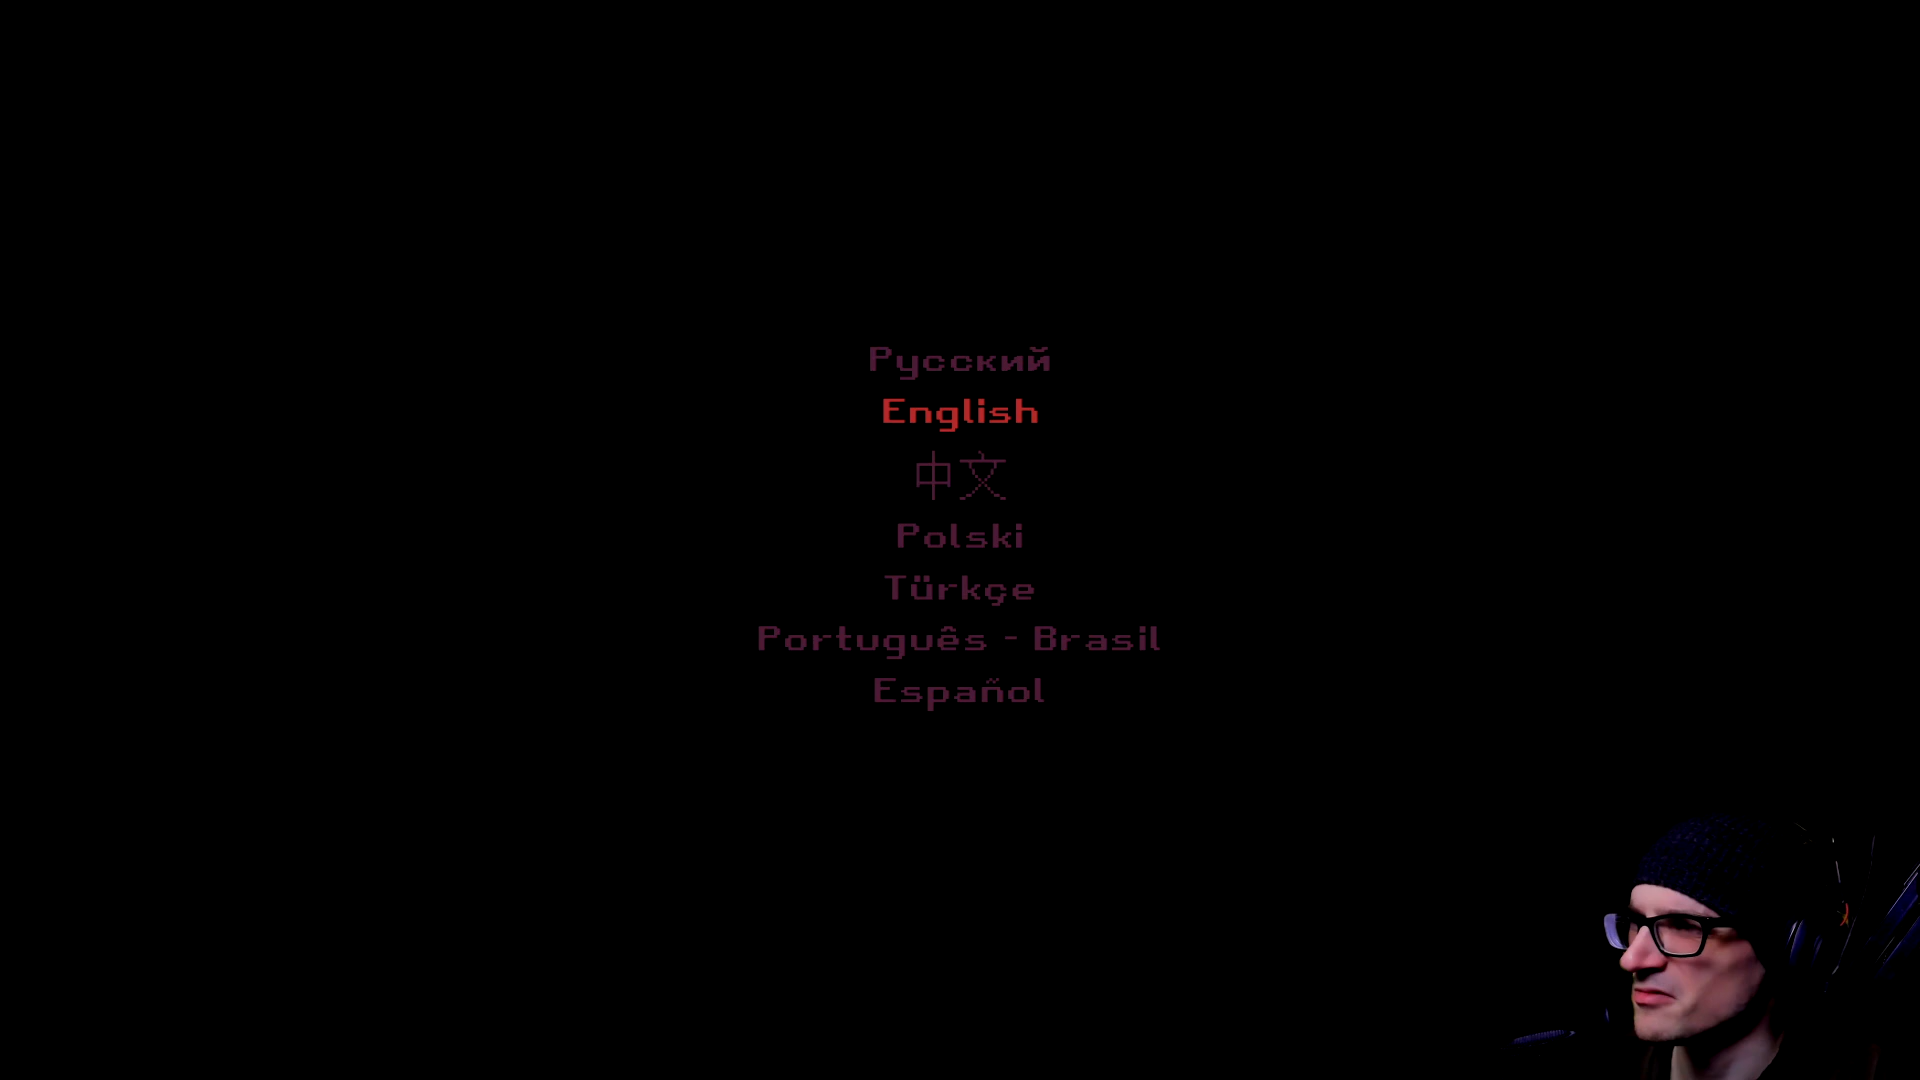 Русский
English
中文
Polski
Türkçe
Português - Brasil
Español